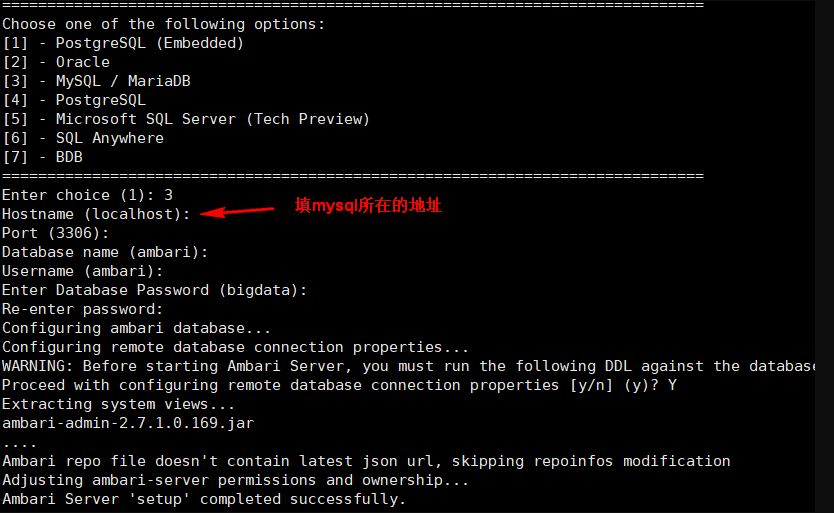 ==============================================================================
Choose one of the following options:
[1] - PostgreSQL (Embedded)
[2] - Oracle
[3] - MySQL / MariaDB
[4] - PostgreSQL
[5] - Microsoft SQL Server (Tech Preview)
[6] - SQL Anywhere
[7] - BDB
==============================================================================
Enter choice (1): 3
Hostname (localhost): 填mysql所在的地址
Port (3306):
Database name (ambari):
Username (ambari):
Enter Database Password (bigdata):
Re-enter password:
Configuring ambari database...
Configuring remote database connection properties...
WARNING: Before starting Ambari Server, you must run the following DDL against the database
Proceed with configuring remote database connection properties [y/n] (y)? Y
Extracting system views...
ambari-admin-2.7.1.0.169.jar
....
Ambari repo file doesn't contain latest json url, skipping repoinfos modification
Adjusting ambari-server permissions and ownership...
Ambari Server 'setup' completed successfully.